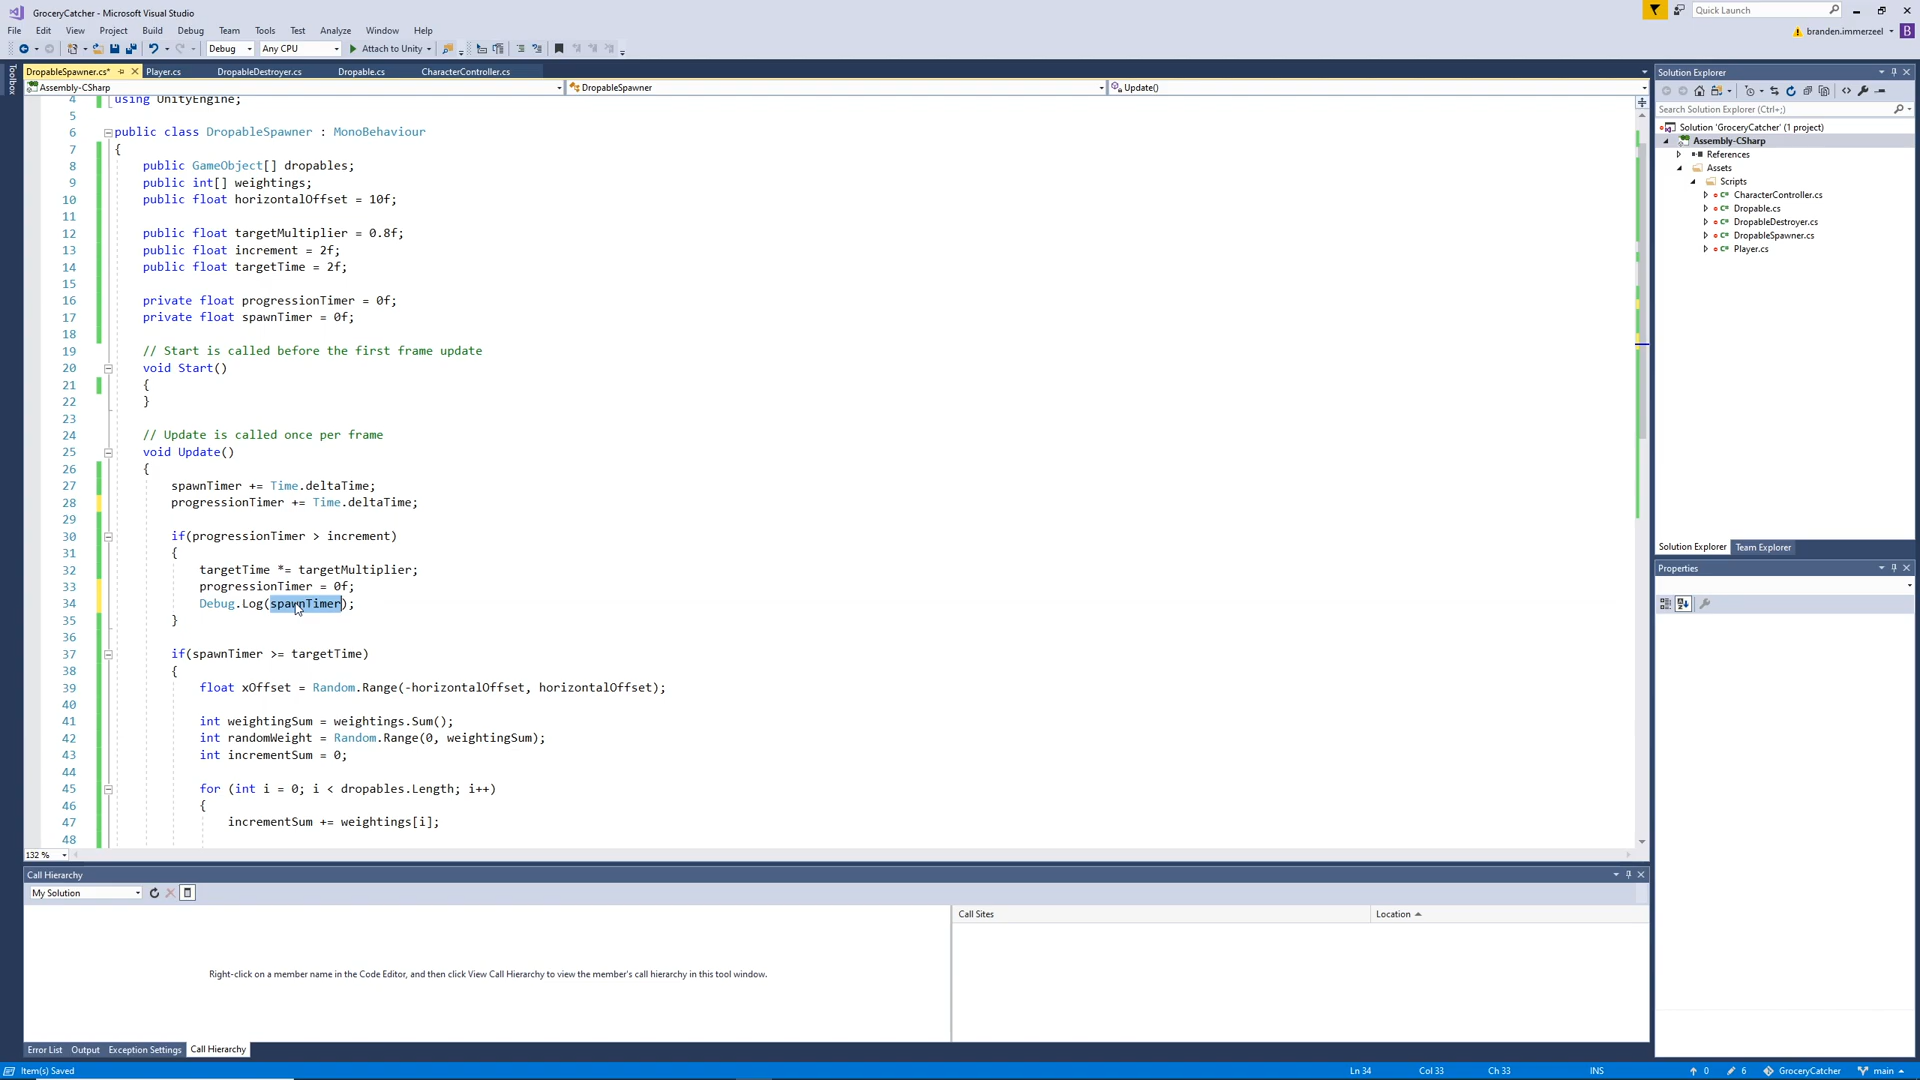 GroceryCatcher - Microsoft Visual Studio
Quick Launch
File Edit View Project Build Debug Team Tools Test Analyze Window Help
branden.immerzeel B
Debug Any CPU Attach to Unity
Toolbox
DropableSpawner.cs* Player.cs DropableDestroyer.cs Dropable.cs CharacterController.cs
Assembly-CSharp DropableSpawner Update()
4 using UnityEngine;
5
6 public class DropableSpawner : MonoBehaviour
7 {
8 public GameObject[] dropables;
9 public int[] weightings;
10 public float horizontalOffset = 10f;
11
12 public float targetMultiplier = 0.8f;
13 public float increment = 2f;
14 public float targetTime = 2f;
15
16 private float progressionTimer = 0f;
17 private float spawnTimer = 0f;
18
19 // Start is called before the first frame update
20 void Start()
21 {
22 }
23
24 // Update is called once per frame
25 void Update()
26 {
27 spawnTimer += Time.deltaTime;
28 progressionTimer += Time.deltaTime;
29
30 if(progressionTimer > increment)
31 {
32 targetTime *= targetMultiplier;
33 progressionTimer = 0f;
34 Debug.Log(spawnTimer);
35 }
36
37 if(spawnTimer >= targetTime)
38 {
39 float xOffset = Random.Range(-horizontalOffset, horizontalOffset);
40
41 int weightingSum = weightings.Sum();
42 int randomWeight = Random.Range(0, weightingSum);
43 int incrementSum = 0;
44
45 for (int i = 0; i < dropables.Length; i++)
46 {
47 incrementSum += weightings[i];
48
132 %
Solution Explorer
Search Solution Explorer (Ctrl+;)
Solution 'GroceryCatcher' (1 project)
Assembly-CSharp
References
Assets
Scripts
CharacterController.cs
Dropable.cs
DropableDestroyer.cs
DropableSpawner.cs
Player.cs
Solution Explorer Team Explorer
Properties
Call Hierarchy
My Solution
Call Sites Location
Right-click on a member name in the Code Editor, and then click View Call Hierarchy to view the member's call hierarchy in this tool window.
Error List Output Exception Settings Call Hierarchy
Item(s) Saved Ln 34 Col 33 Ch 33 INS 0 6 GroceryCatcher main